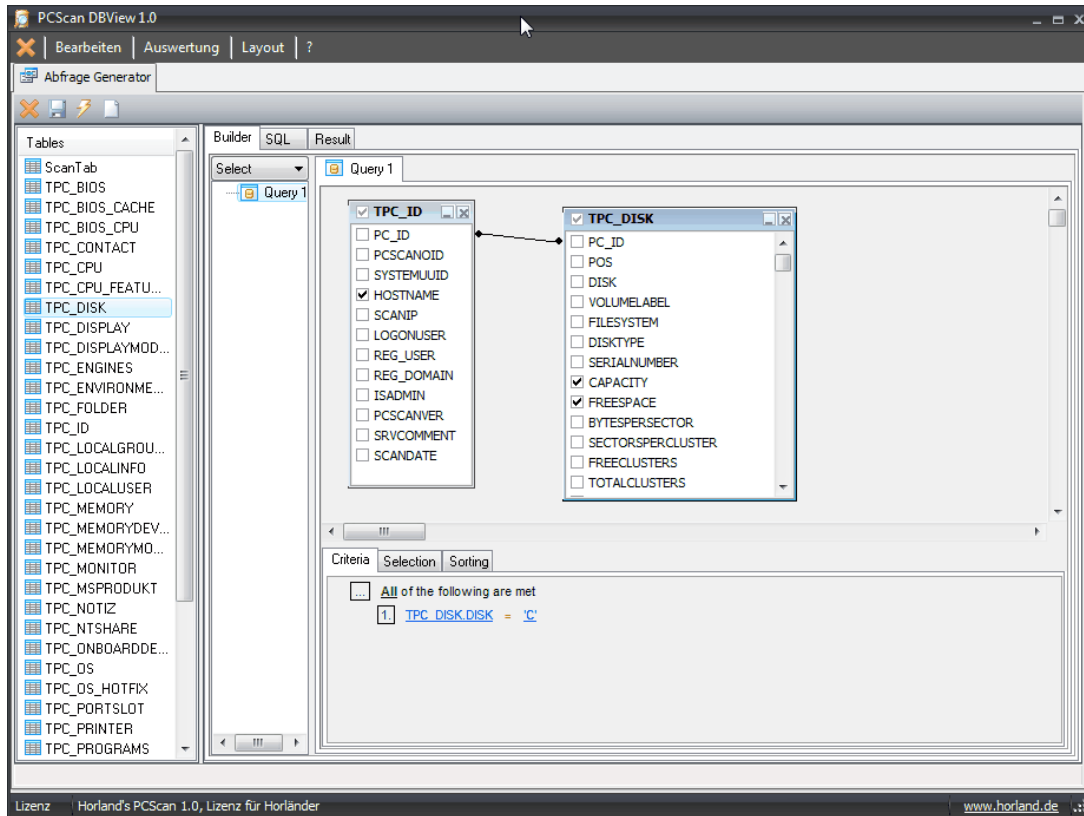 PCScan DBView 1.0
Bearbeiten Auswertung Layout ?
Abfrage Generator
Tables
ScanTab
TPC_BIOS
TPC_BIOS_CACHE
TPC_BIOS_CPU
TPC_CONTACT
TPC_CPU
TPC_CPU_FEATU...
TPC_DISK
TPC_DISPLAY
TPC_DISPLAYMOD...
TPC_ENGINES
TPC_ENVIRONME...
TPC_FOLDER
TPC_ID
TPC_LOCALGROU...
TPC_LOCALINFO
TPC_LOCALUSER
TPC_MEMORY
TPC_MEMORYDEV...
TPC_MEMORYMO...
TPC_MONITOR
TPC_MSPRODUKT
TPC_NOTIZ
TPC_NTSHARE
TPC_ONBOARDDE...
TPC_OS
TPC_OS_HOTFIX
TPC_PORTSLOT
TPC_PRINTER
TPC_PROGRAMS
Builder SQL Result
Select
Query 1
Query 1
TPC_ID
PC_ID
PCSCANOID
SYSTEMUUID
HOSTNAME
SCANIP
LOGONUSER
REG_USER
REG_DOMAIN
ISADMIN
PCSCANVER
SRVCOMMENT
SCANDATE
TPC_DISK
PC_ID
POS
DISK
VOLUMELABEL
FILESYSTEM
DISKTYPE
SERIALNUMBER
CAPACITY
FREESPACE
BYTESPERSECTOR
SECTORSPERCLUSTER
FREECLUSTERS
TOTALCLUSTERS
Criteria Selection Sorting
... All of the following are met
1. TPC_DISK.DISK = 'C'
Lizenz Horland's PCScan 1.0, Lizenz für Horländer www.horland.de